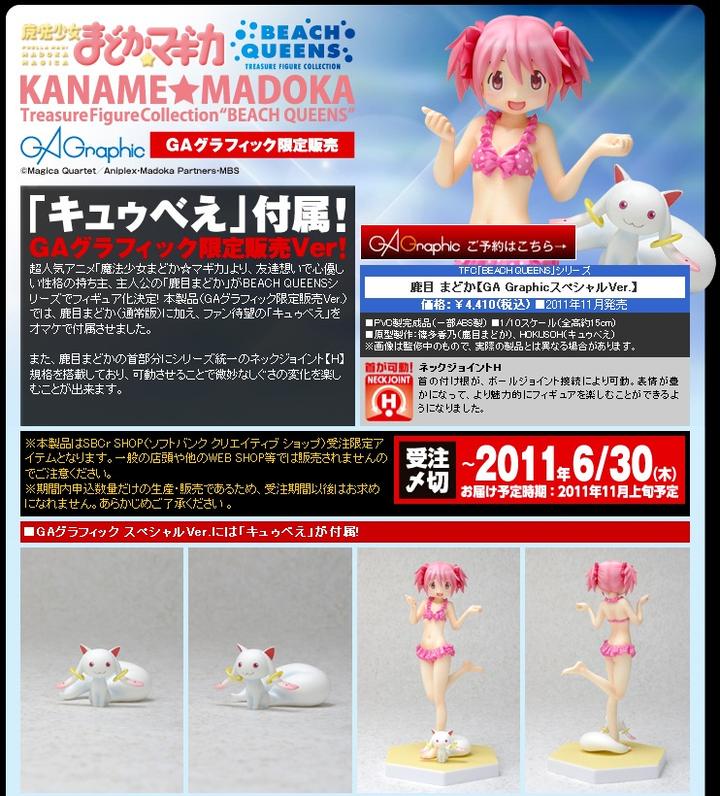 魔法少女
まどか★マギカ
PUELLA MAGI
MADOKA
MAGICA
BEACH
QUEENS
TREASURE FIGURE COLLECTION
KANAME★MADOKA
TreasureFigureCollection“BEACH QUEENS”
GA Graphic GAグラフィック限定販売
©Magica Quartet／Aniplex・Madoka Partners・MBS
「キュゥべえ」付属!
GAグラフィック限定販売Ver!
超人気アニメ「魔法少女まどか☆マギカ」より、友達想いで心優し
い性格の持ち主、主人公の「鹿目まどか」がBEACH QUEENSシ
リーズでフィギュア化決定! 本製品(GAグラフィック限定販売Ver.)
では、鹿目まどか(通常版)に加え、ファン待望の「キュゥべえ」を
オマケで付属させました。
また、鹿目まどかの首部分にシリーズ統一のネックジョイント【H】
規格を搭載しており、可動させることで微妙なしぐさの変化を楽し
むことが出来ます。
GA Graphic ご予約はこちら→
TFC「BEACH QUEENS」シリーズ
鹿目 まどか【GA GraphicスペシャルVer.】
価格：￥4,410(税込) ■2011年11月発売
■PVC製完成品(一部ABS製) ■1/10スケール(全高約15cm)
■原型製作：篠多香乃(鹿目まどか)、HOKUSOH(キュゥべえ)
※画像は監修中のもので、実際の製品とは異なる場合があります。
首が可動!
NECK JOINT
H
ネックジョイントH
首の付け根が、ボールジョイント接続により可動。表情が豊
かになって、より魅力的にフィギュアを楽しむことができるよ
うになりました。
※本製品はSBCr SHOP(ソフトバンク クリエイティブ ショップ)受注限定ア
イテムとなります。一般の店頭や他のWEB SHOP等では販売されませんの
でご注意ください。
※期間内申込数量だけの生産・販売であるため、受注期間以後はお求め
になれません。あらかじめご了承ください 。
受注
〆切
～2011年6/30(木)
お届け予定時期：2011年11月上旬予定
■GAグラフィック スペシャルVer.には「キュゥべえ」が付属!